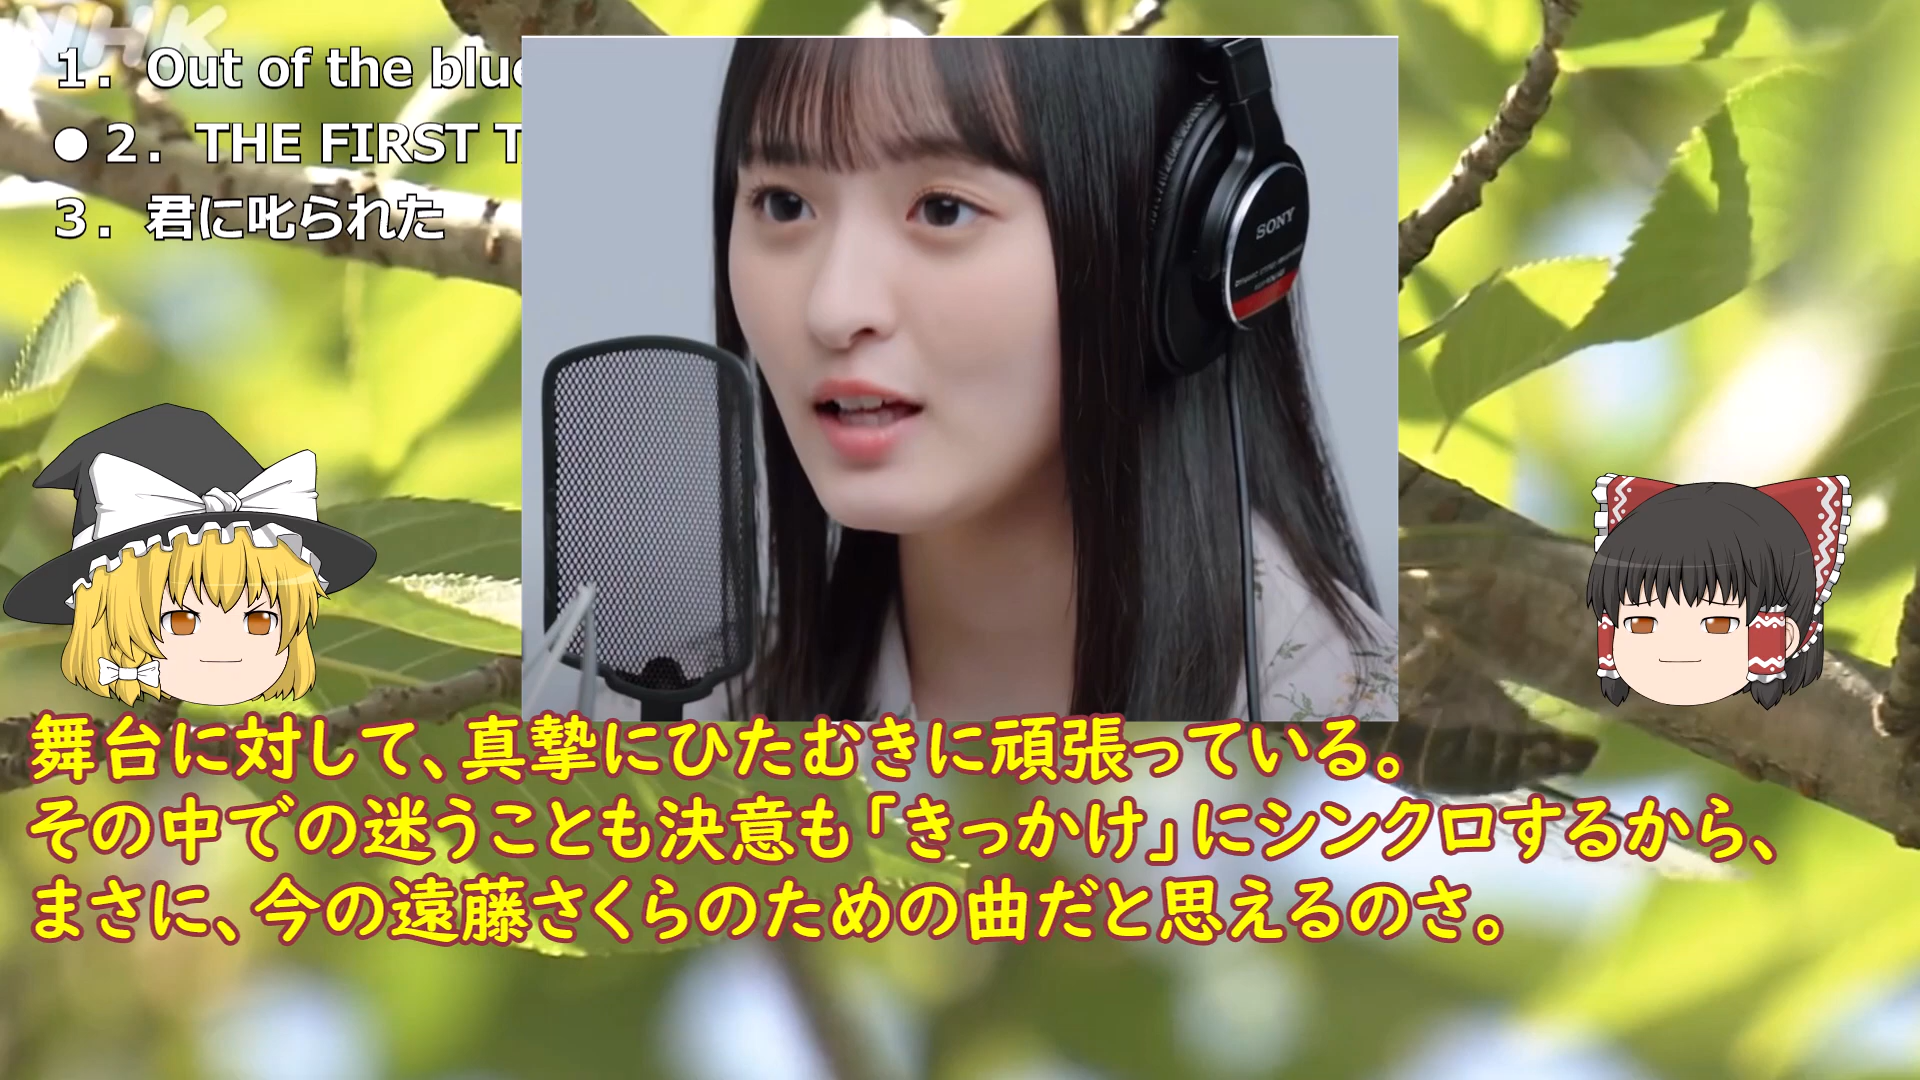 NHK
1. Out of the blue
●2. THE FIRST T
3. 君に叱られた
SONY
舞台に対して、真摯にひたむきに頑張っている。
その中での迷うことも決意も「きっかけ」にシンクロするから、
まさに、今の遠藤さくらのための曲だと思えるのさ。